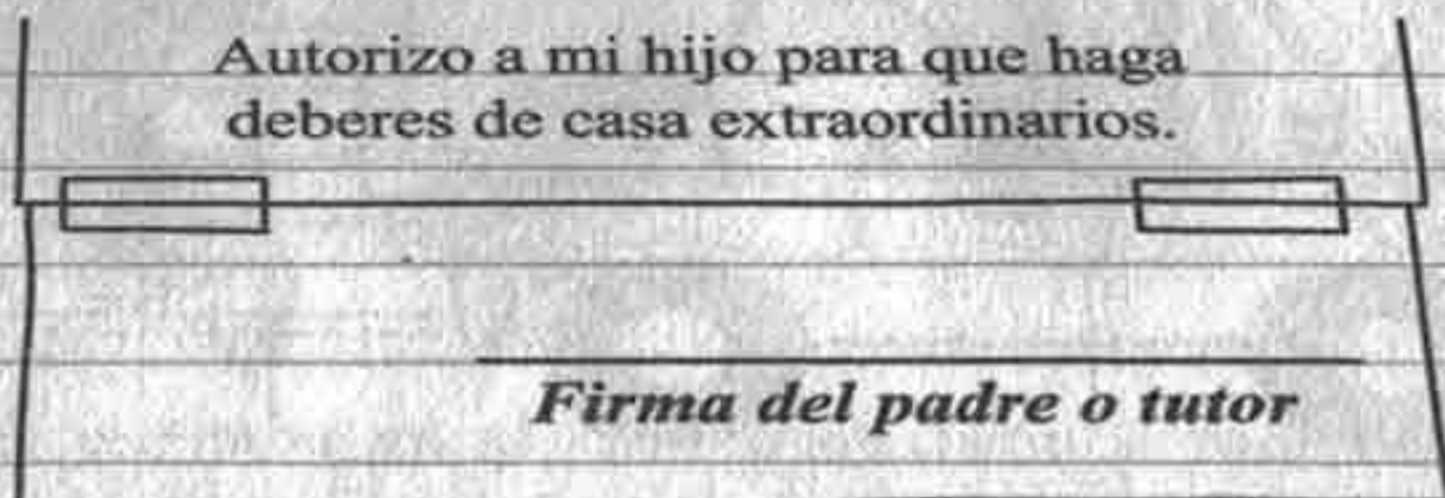 Autorizo a mi hijo para que haga
deberes de casa extraordinarios.
Firma del padre o tutor